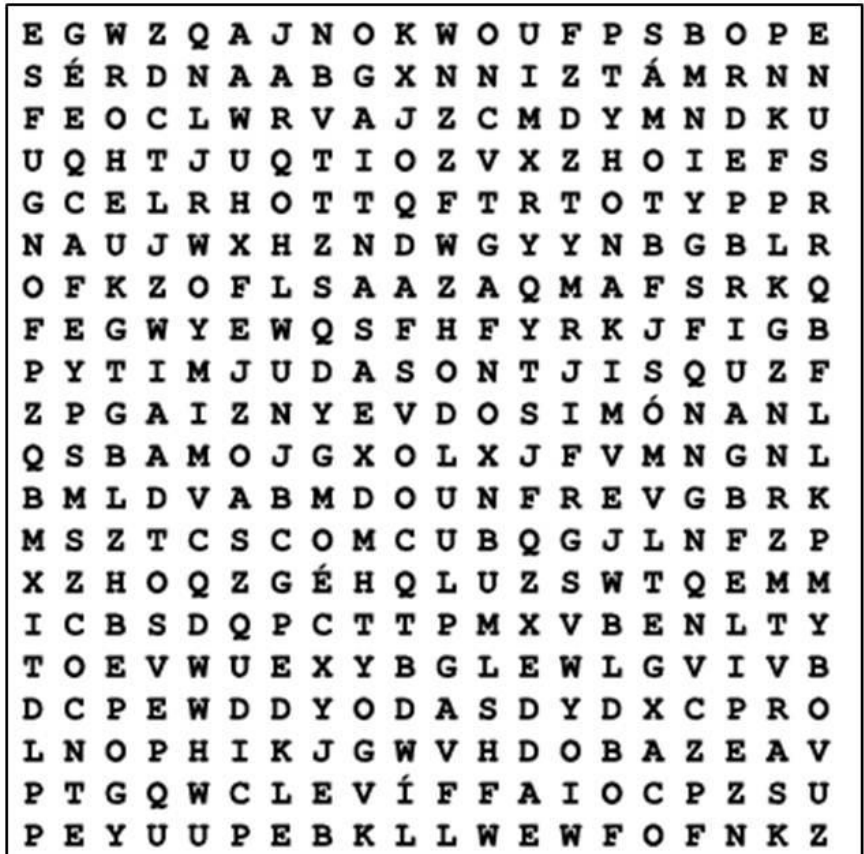 E G W Z Q A J N O K W O U F P S B O P E
S É R D N A A B G X N N I Z T Á M R N N
F E O C L W R V A J Z C M D Y M N D K U
U Q H T J U Q T I O Z V X Z H O I E F S
G C E L R H O T T Q F T R T O T Y P P R
N A U J W X H Z N D W G Y Y N B G B L R
O F K Z O F L S A A Z A Q M A F S R K Q
F E G W Y E W Q S F H F Y R K J F I G B
P Y T I M J U D A S O N T J I S Q U Z F
Z P G A I Z N Y E V D O S I M Ó N A N L
Q S B A M O J G X O L X J F V M N G N L
B M L D V A B M D O U N F R E V G B R K
M S Z T C S C O M C U B Q G J L N F Z P
X Z H O Q Z G É H Q L U Z S W T Q E M M
I C B S D Q P C T T P M X V B E N L T Y
T O E V W U E X Y B G L E W L G V I V B
D C P E W D D Y O D A S D Y D X C P R O
L N O P H I K J G W V H D O B A Z E A V
P T G Q W C L E V Í F F A I O C P Z S U
P E Y U U P E B K L L W E W F O F N K Z